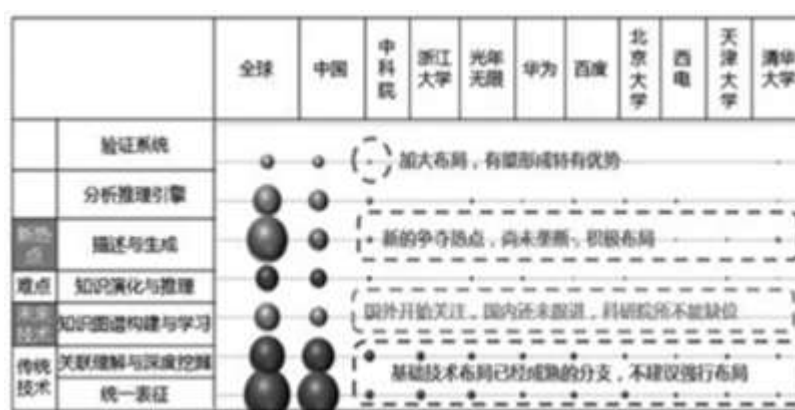 全球 中国 中科院 浙江大学 光年无限 华为 百度 北京大学 西电 天津大学 清华大学
验证系统 加大布局，有望形成特有优势
分析推理引擎
新热点 描述与生成 新的争夺热点，尚未垄断，积极布局
难点 知识演化与推理
知识图谱构建与学习 国外开始关注，国内还未跟进，科研院所不能缺位
传统技术 关联理解与深度挖掘 基础技术布局已经成熟的分支，不建议强行布局
统一表征